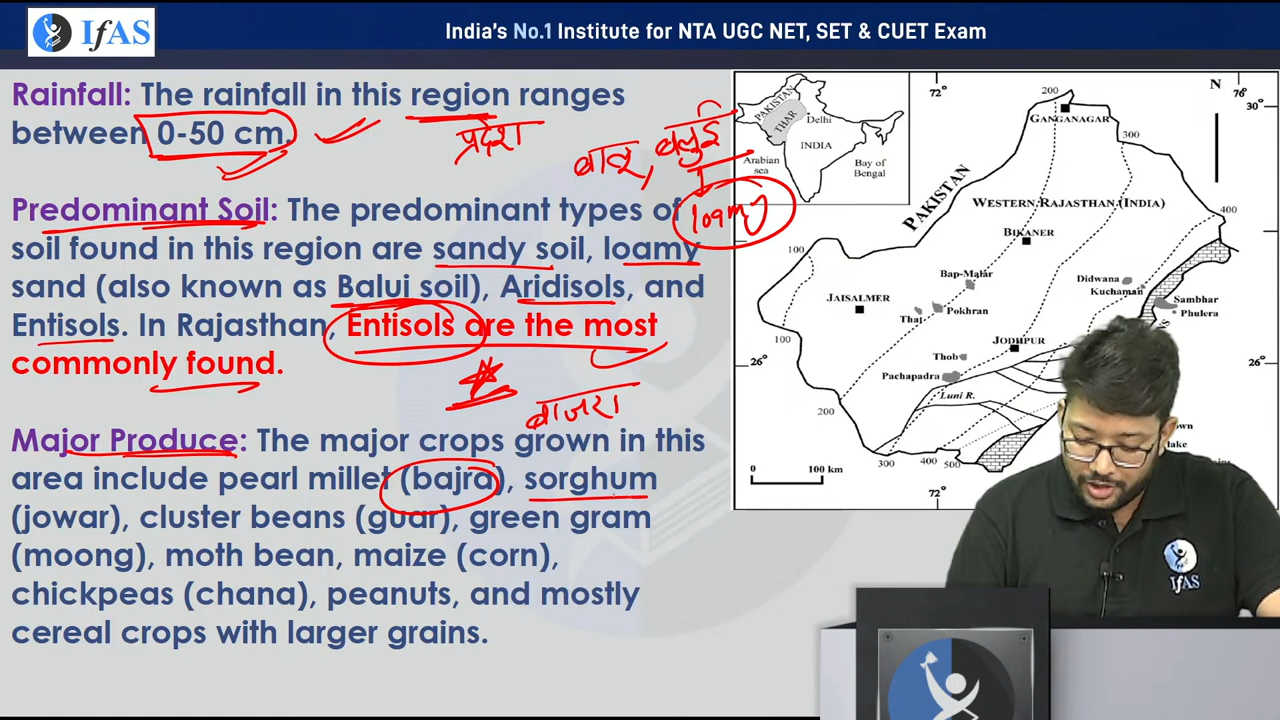 IfAS
India's No.1 Institute for NTA UGC NET, SET & CUET Exam
Rainfall: The rainfall in this region ranges
between 0-50 cm.
प्रदेश
बालू, बलुई
loamy
Predominant Soil: The predominant types of
soil found in this region are sandy soil, loamy
sand (also known as Balui soil), Aridisols, and
Entisols. In Rajasthan, Entisols are the most
commonly found.
बाजरा
Major Produce: The major crops grown in this
area include pearl millet (bajra), sorghum
(jowar), cluster beans (guar), green gram
(moong), moth bean, maize (corn),
chickpeas (chana), peanuts, and mostly
cereal crops with larger grains.
PAKISTAN
THAR
Delhi
INDIA
Arabian
sea
Bay of
Bengal
72°
N
76°
200
GANGANAGAR
30°
300
PAKISTAN
WESTERN RAJASTHAN (INDIA)
400
BIKANER
100
Bap-Malar
Didwana
Kuchaman
JAISALMER
Sambhar
Phulera
Pokhran
That
100
JODHPUR
26°
26°
Thob
Pachapadra
Luni R.
200
300
400
500
0
100 km
72°
IfAS